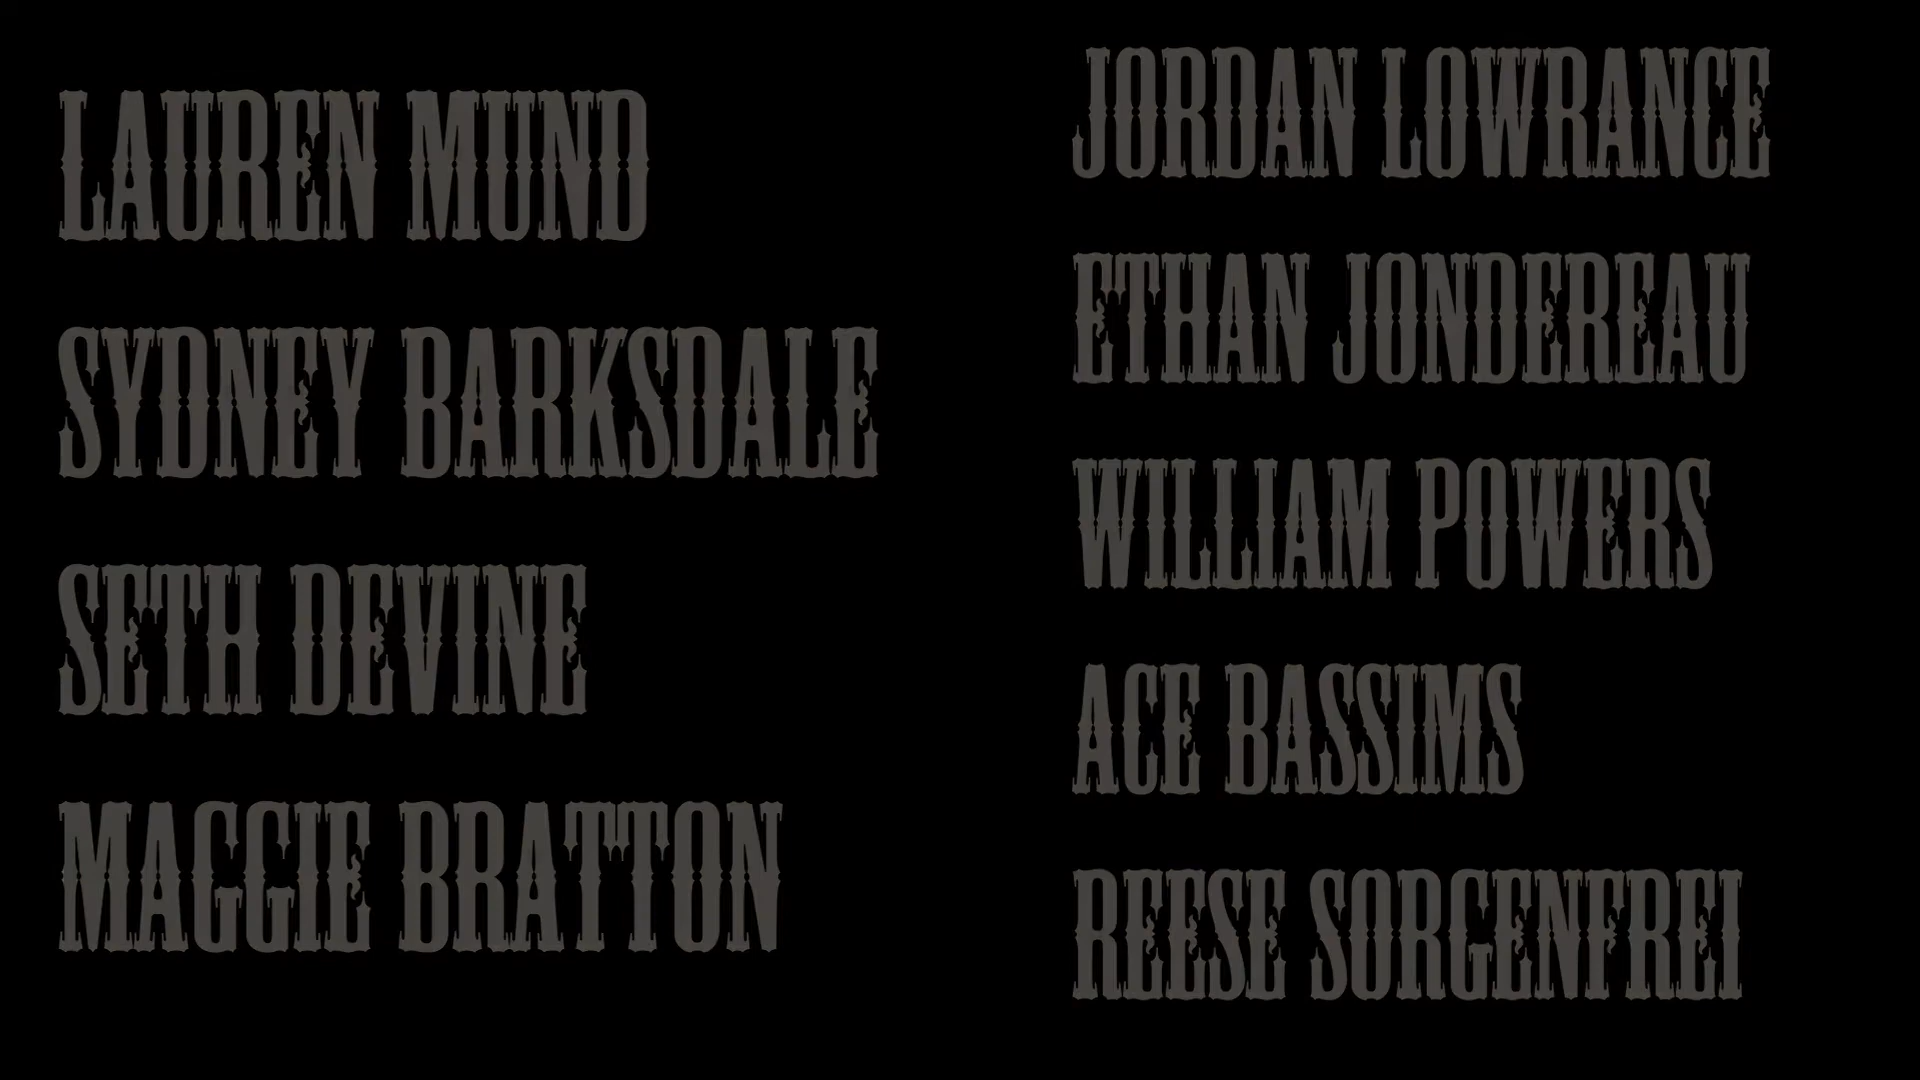 LAUREN MUND
SYDNEY BARKSDALE
SETH DEVINE
MAGGIE BRATTON
JORDAN LOWRANCE
ETHAN JONDEREAU
WILLIAM POWERS
ACE BASSIMS
REESE SORGENFREI